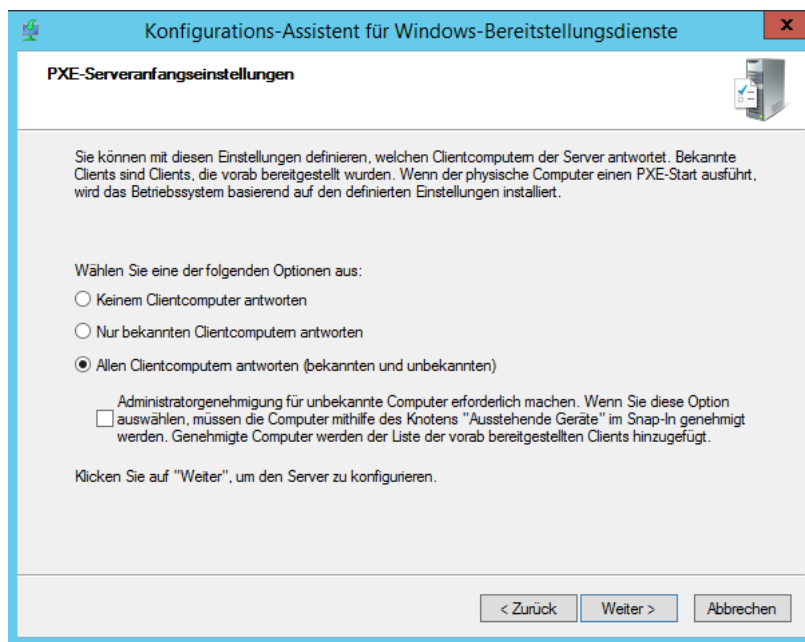 Konfigurations-Assistent für Windows-Bereitstellungsdienste
x
PXE-Serveranfangseinstellungen
Sie können mit diesen Einstellungen definieren, welchen Clientcomputern der Server antwortet. Bekannte
Clients sind Clients, die vorab bereitgestellt wurden. Wenn der physische Computer einen PXE-Start ausführt,
wird das Betriebssystem basierend auf den definierten Einstellungen installiert.
Wählen Sie eine der folgenden Optionen aus:
Keinem Clientcomputer antworten
Nur bekannten Clientcomputern antworten
Allen Clientcomputern antworten (bekannten und unbekannten)
Administratorgenehmigung für unbekannte Computer erforderlich machen. Wenn Sie diese Option
auswählen, müssen die Computer mithilfe des Knotens "Ausstehende Geräte" im Snap-In genehmigt
werden. Genehmigte Computer werden der Liste der vorab bereitgestellten Clients hinzugefügt.
Klicken Sie auf "Weiter", um den Server zu konfigurieren.
< Zurück
Weiter >
Abbrechen